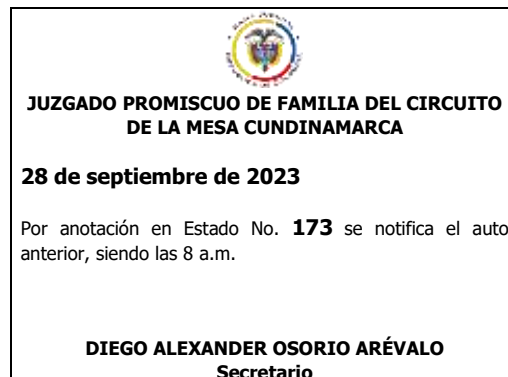 JUZGADO PROMISCUO DE FAMILIA DEL CIRCUITO
DE LA MESA CUNDINAMARCA
28 de septiembre de 2023
Por anotación en Estado No. 173 se notifica el auto
anterior, siendo las 8 a.m.
DIEGO ALEXANDER OSORIO ARÉVALO
Secretario